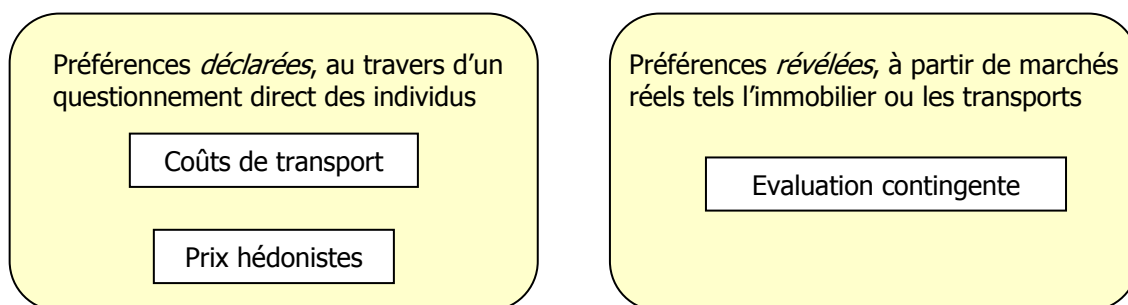 Préférences déclarées, au travers d’un
questionnement direct des individus
Coûts de transport
Prix hédonistes
Préférences révélées, à partir de marchés
réels tels l’immobilier ou les transports
Evaluation contingente